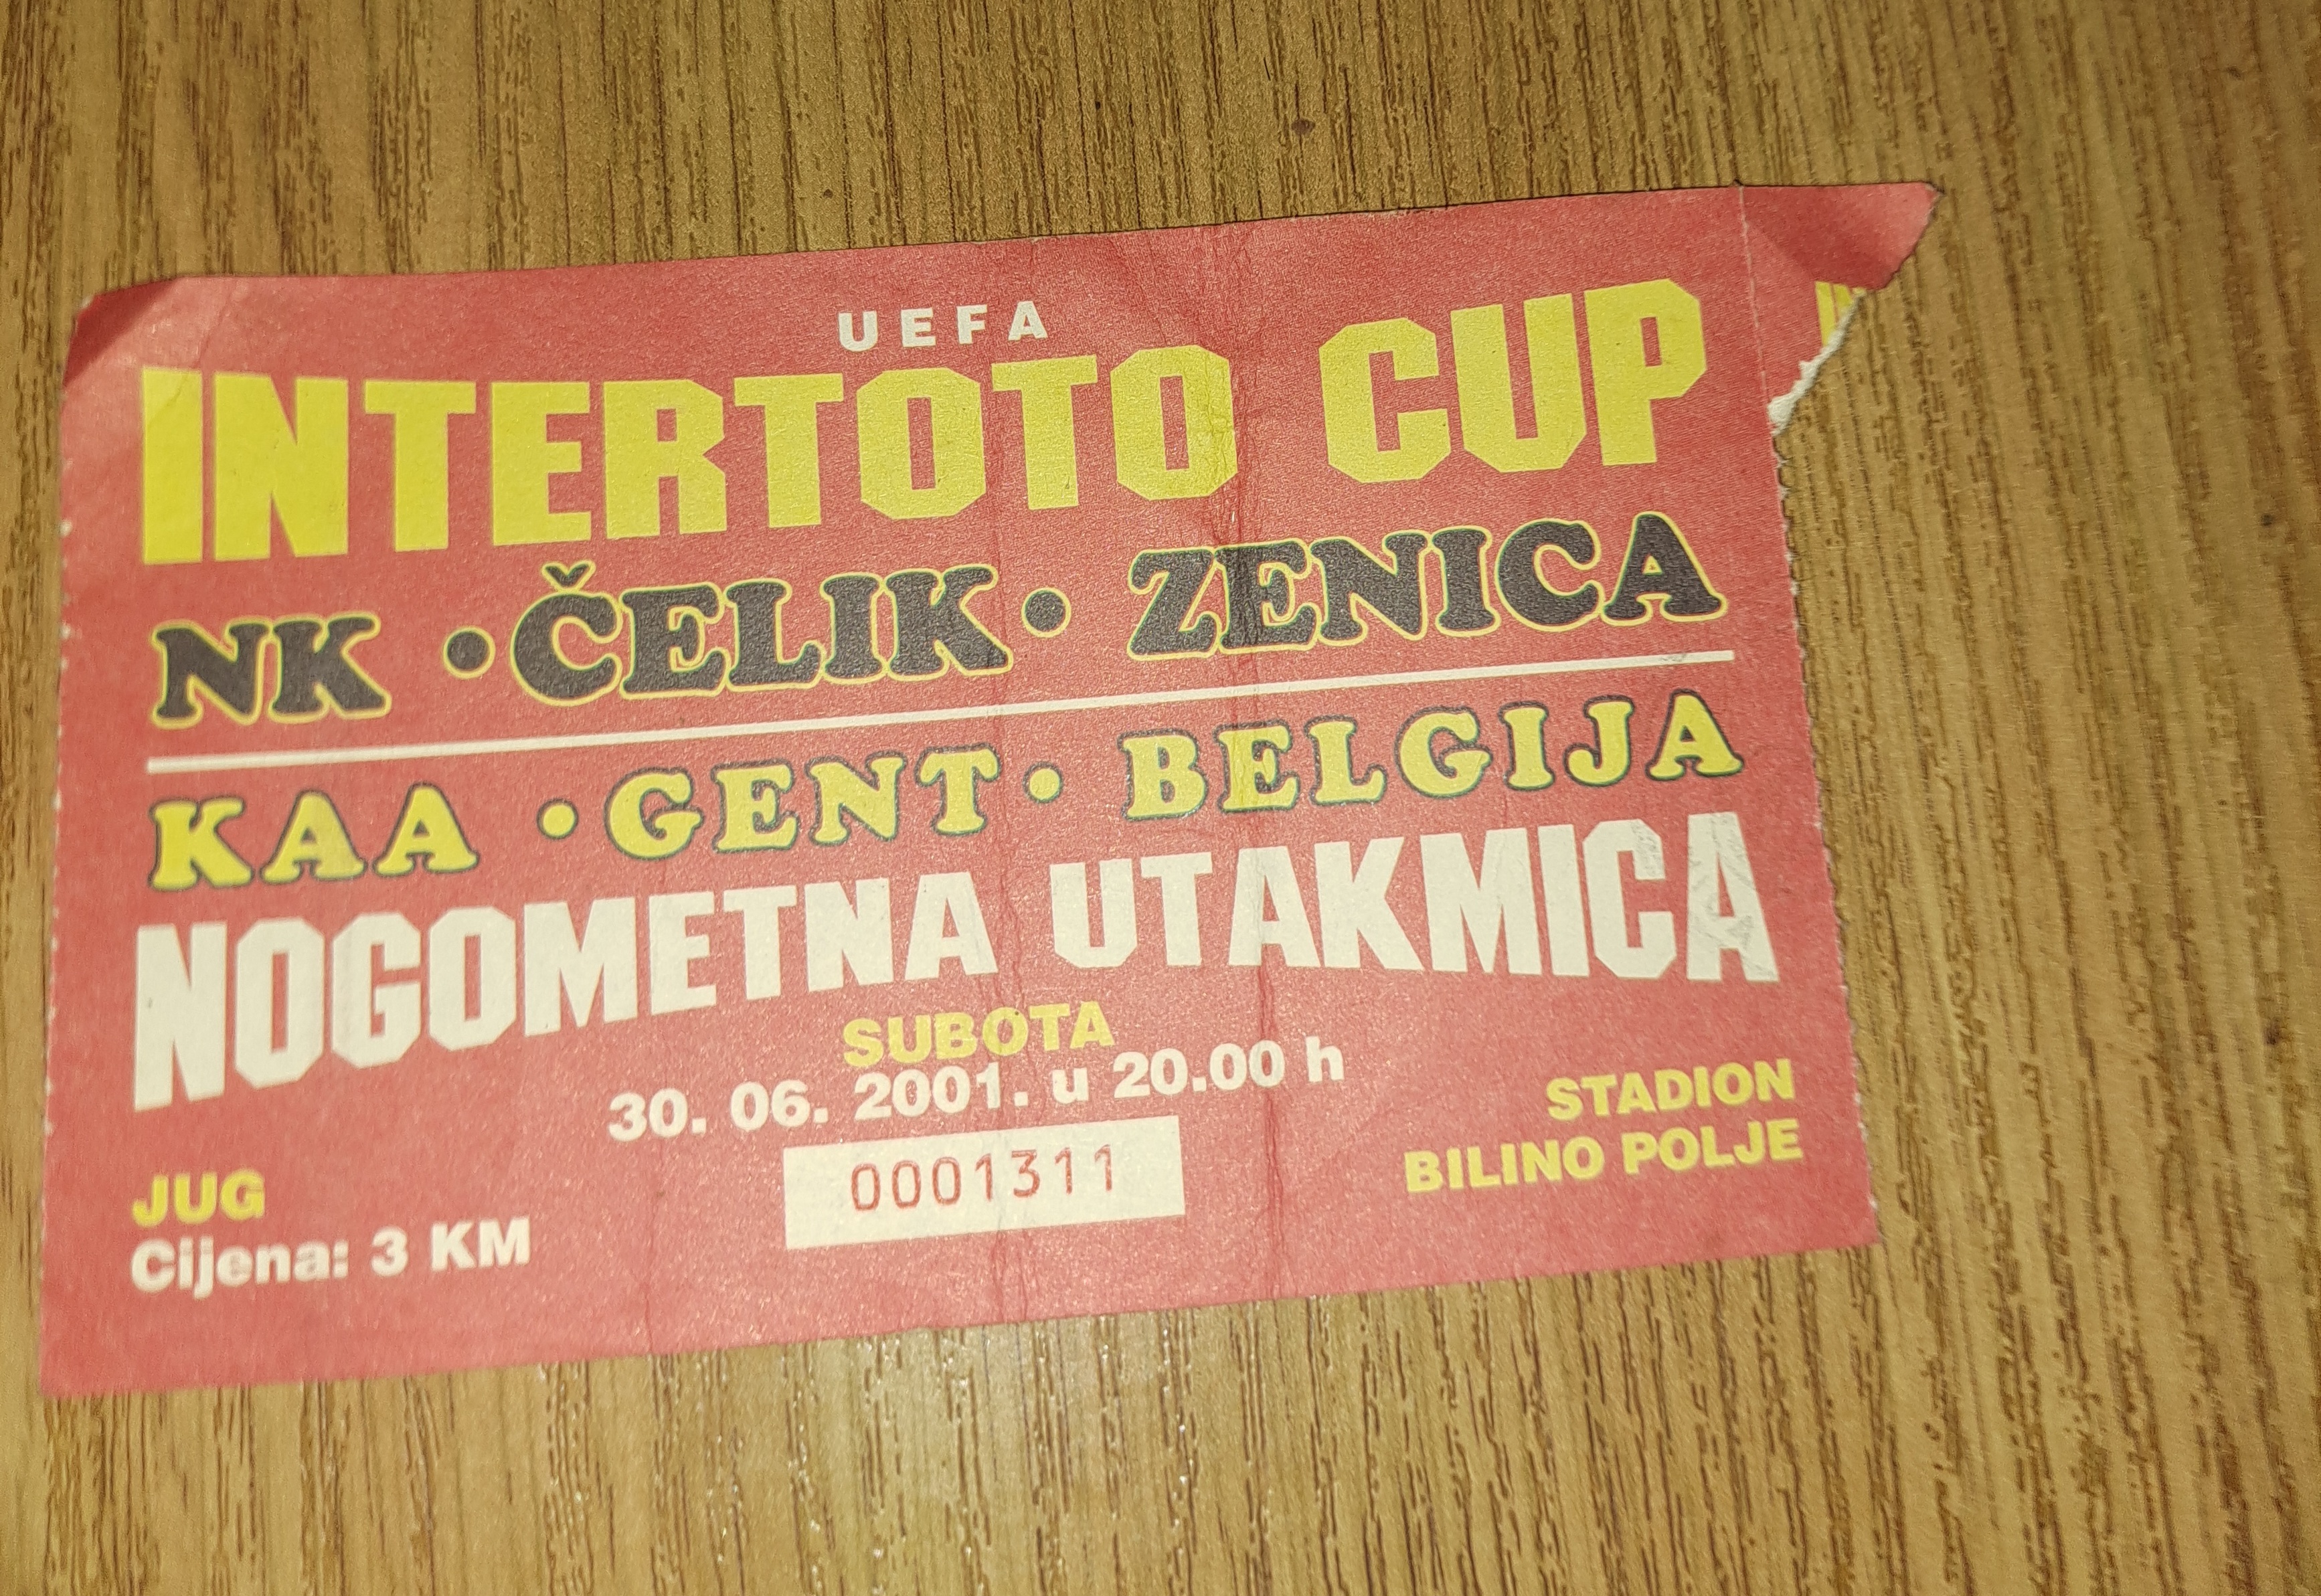 UEFA
INTERTOTO CUP
NK •ČELIK• ZENICA
KAA •GENT• BELGIJA
NOGOMETNA UTAKMICA
SUBOTA
30. 06. 2001. u 20.00 h
0001311
JUG
Cijena: 3 KM
STADION
BILINO POLJE